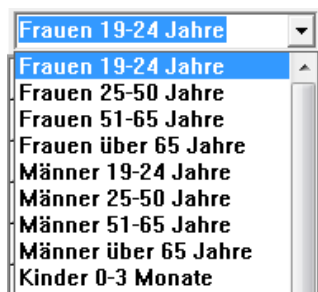 Frauen 19-24 Jahre
Frauen 19-24 Jahre
Frauen 25-50 Jahre
Frauen 51-65 Jahre
Frauen über 65 Jahre
Männer 19-24 Jahre
Männer 25-50 Jahre
Männer 51-65 Jahre
Männer über 65 Jahre
Kinder 0-3 Monate